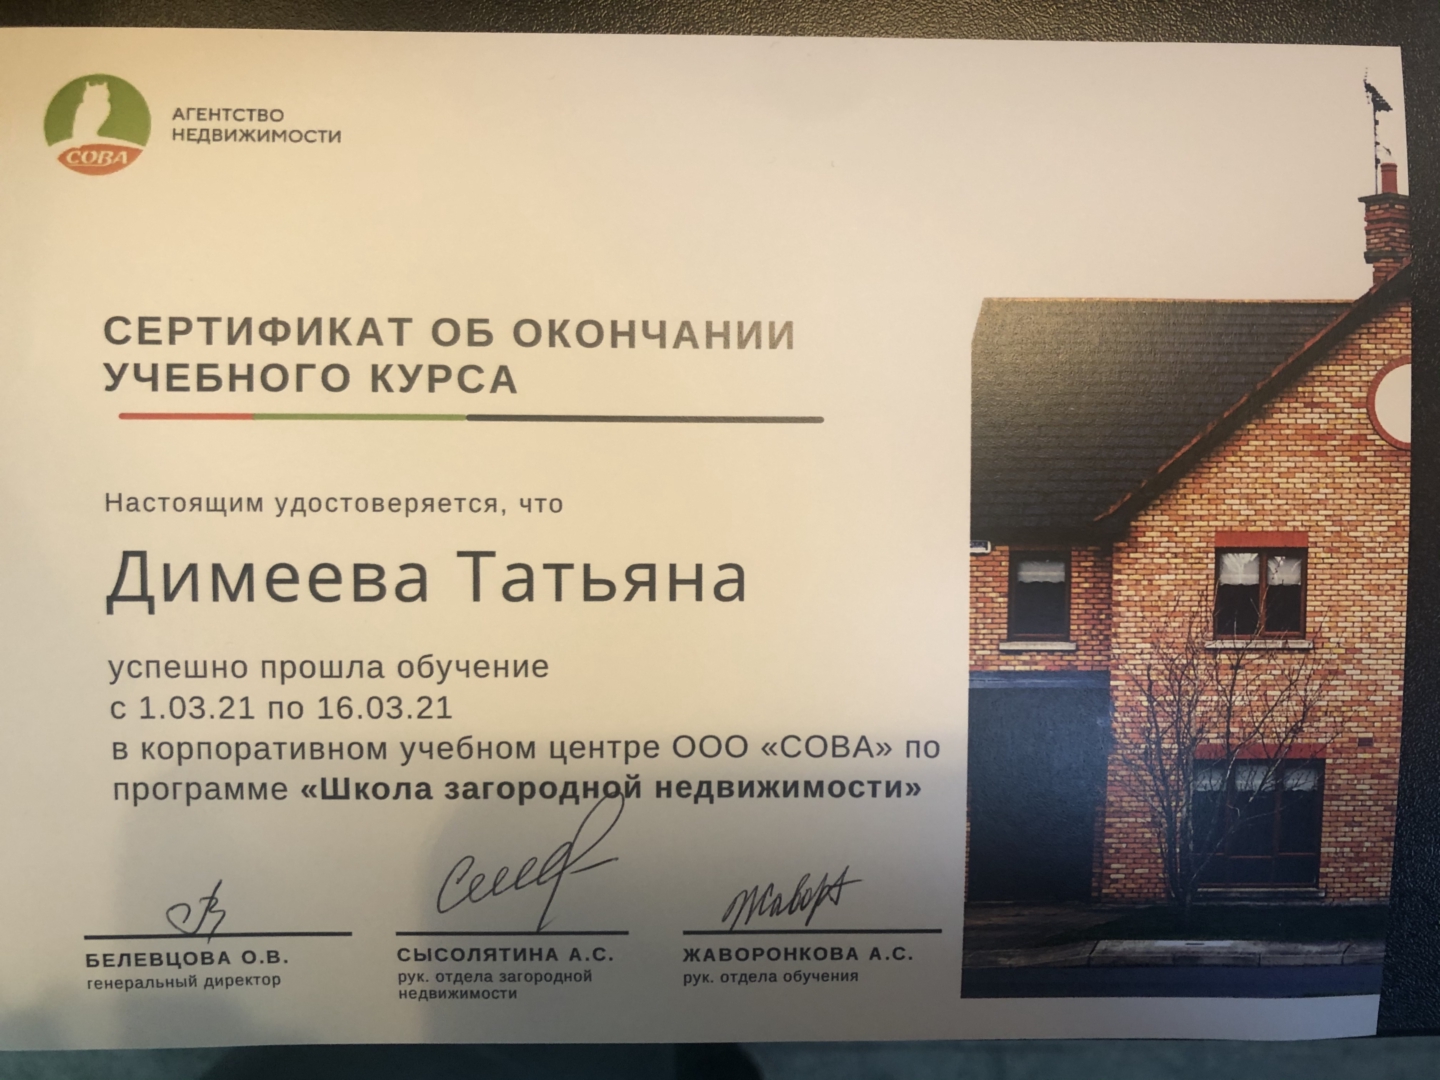 СОВА
АГЕНТСТВО
НЕДВИЖИМОСТИ
СЕРТИФИКАТ ОБ ОКОНЧАНИИ
УЧЕБНОГО КУРСА
Настоящим удостоверяется, что
Димеева Татьяна
успешно прошла обучение
с 1.03.21 по 16.03.21
в корпоративном учебном центре ООО «СОВА» по
программе «Школа загородной недвижимости»
БЕЛЕВЦОВА О.В.
генеральный директор
СЫСОЛЯТИНА А.С.
рук. отдела загородной
недвижимости
ЖАВОРОНКОВА А.С.
рук. отдела обучения